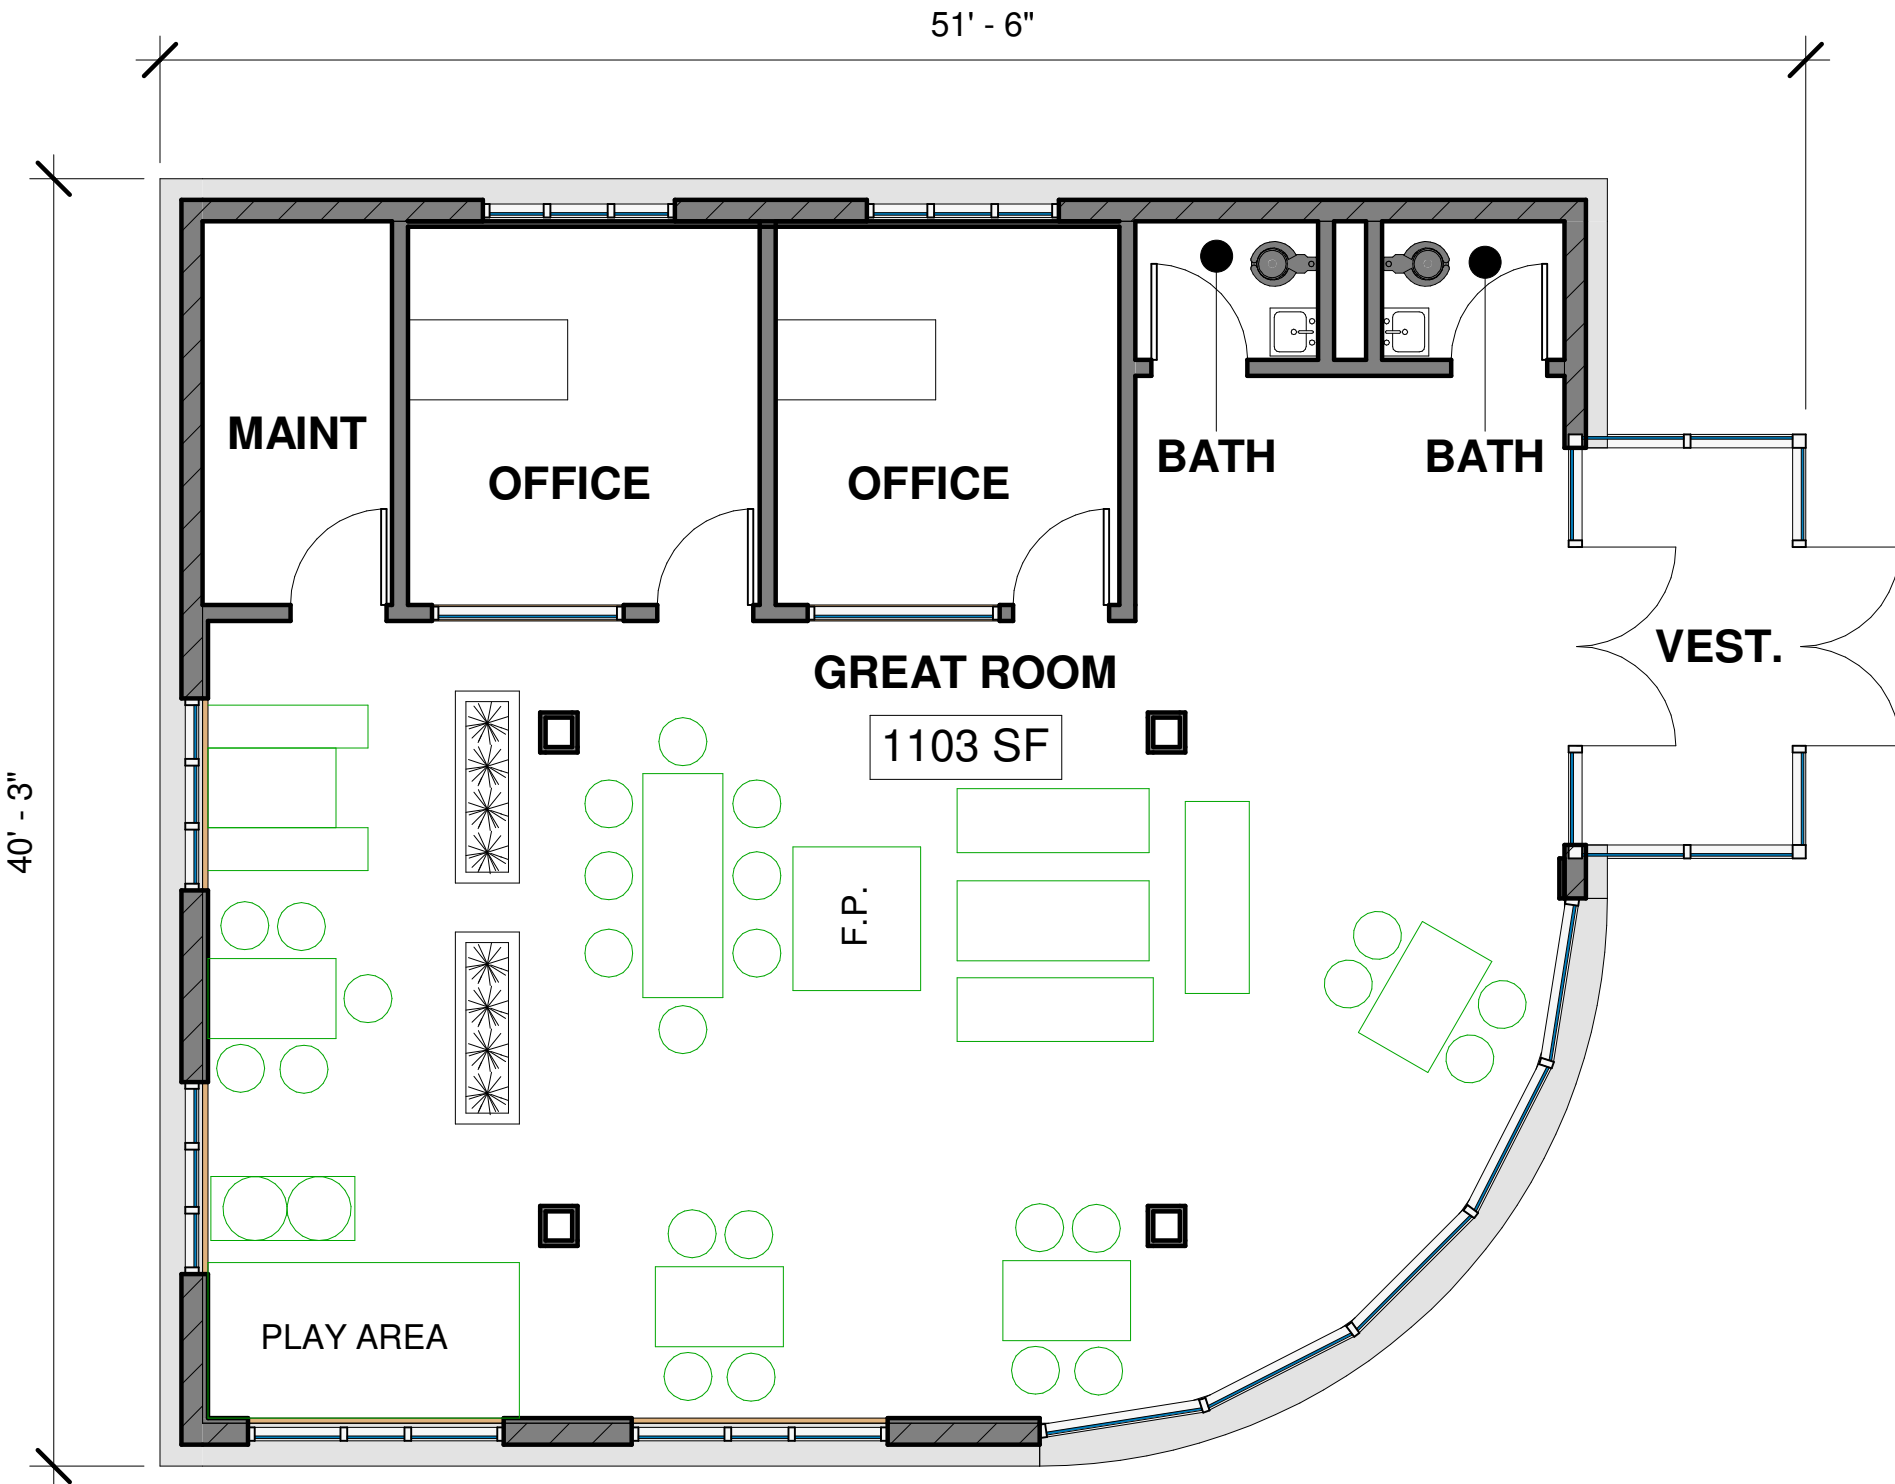 51' - 6"
MAINT
OFFICE
OFFICE
BATH
BATH
GREAT ROOM
VEST.
1103 SF
40' - 3"
F.P.
PLAY AREA